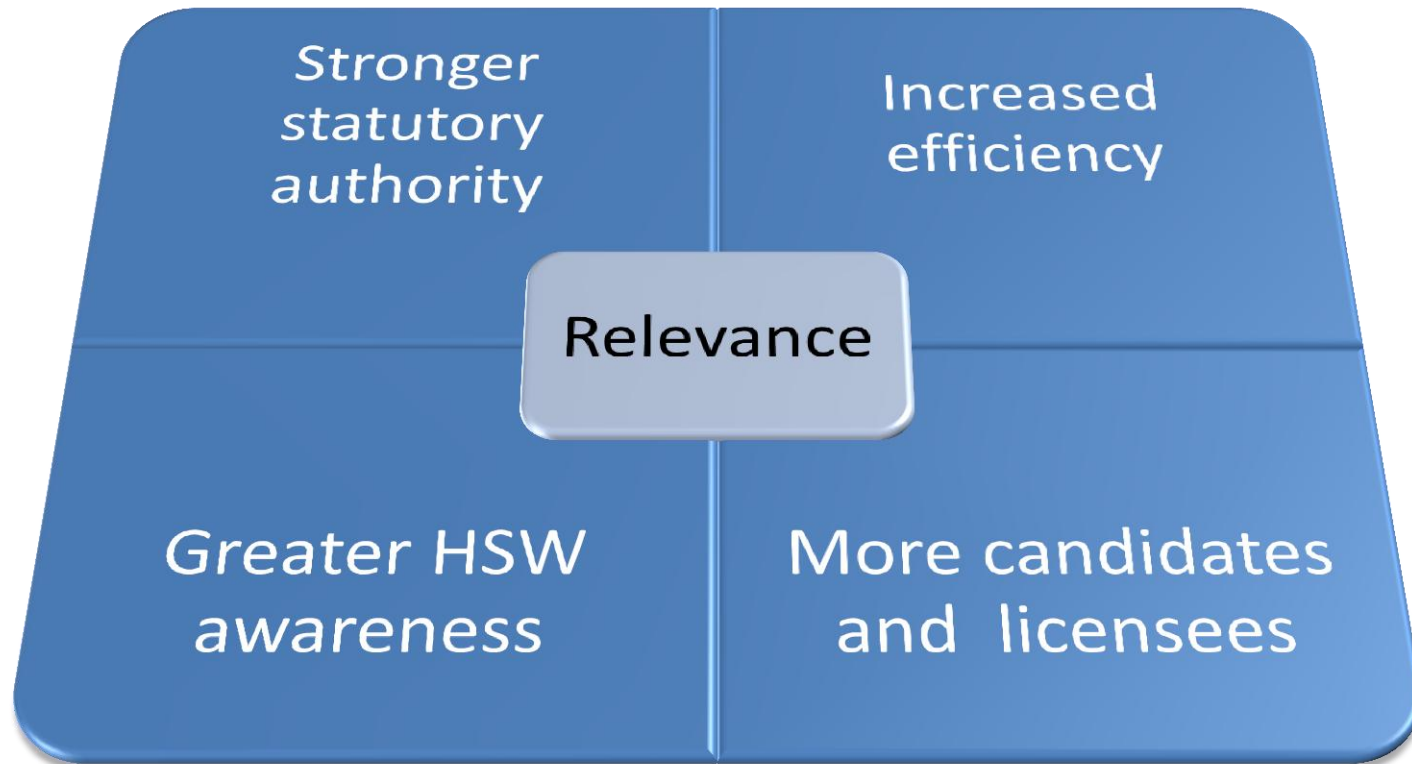 Stronger
statutory
authority
Increased
efficiency
Relevance
Greater HSW
awareness
More candidates
and licensees